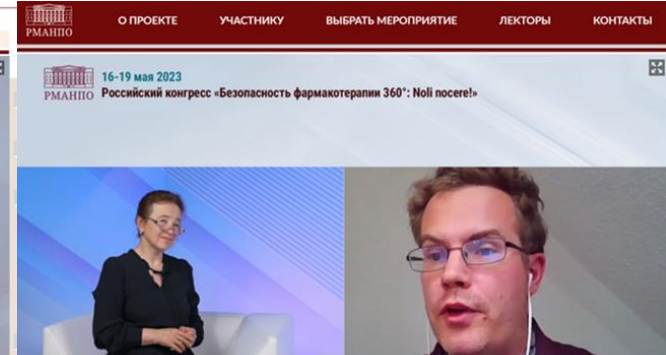 РМАНПО
О ПРОЕКТЕ УЧАСТНИКУ ВЫБРАТЬ МЕРОПРИЯТИЕ ЛЕКТОРЫ КОНТАКТЫ
РМАНПО
16-19 мая 2023
Российский конгресс «Безопасность фармакотерапии 360°: Noli nocere!»